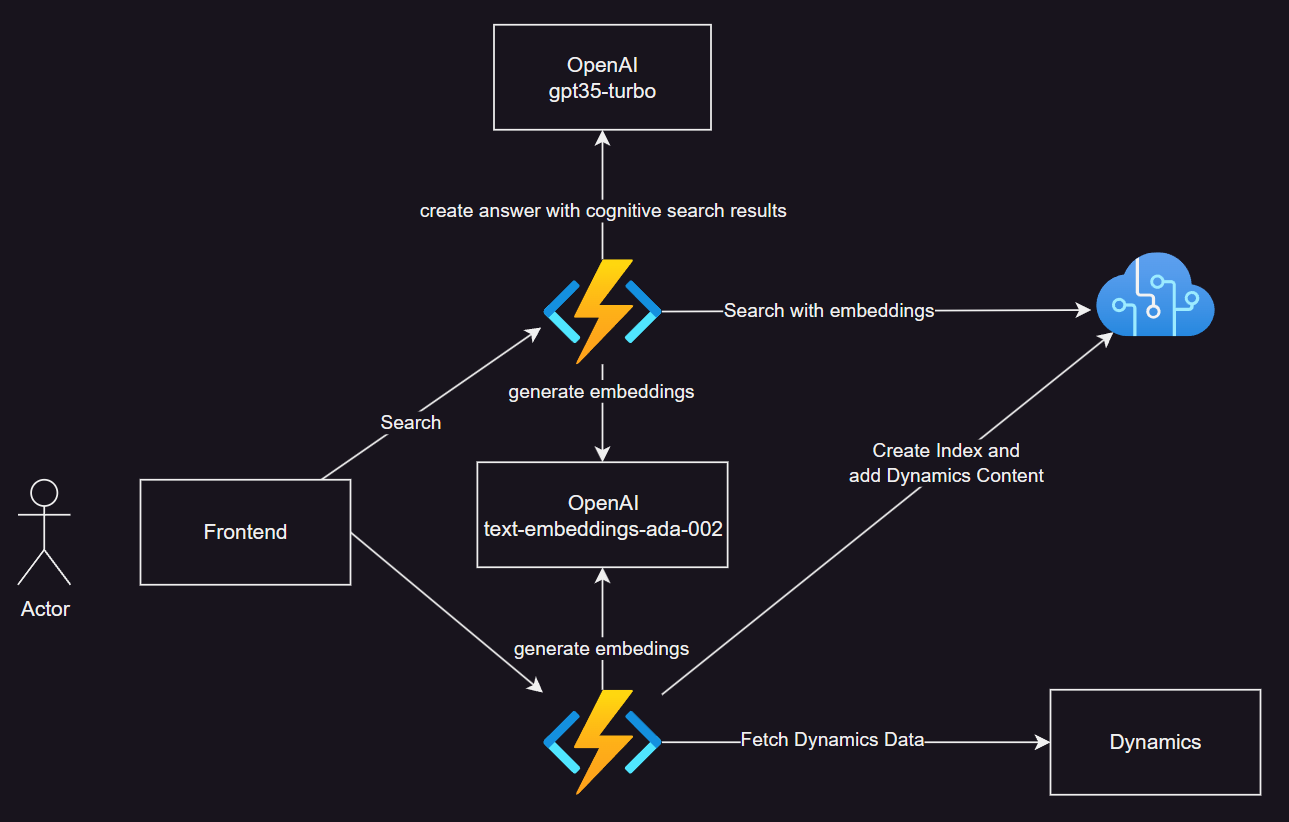 OpenAI
gpt35-turbo
create answer with cognitive search results
Search with embeddings
generate embeddings
Search
Create Index and
add Dynamics Content
OpenAI
text-embeddings-ada-002
Frontend
Actor
generate embedings
Fetch Dynamics Data
Dynamics